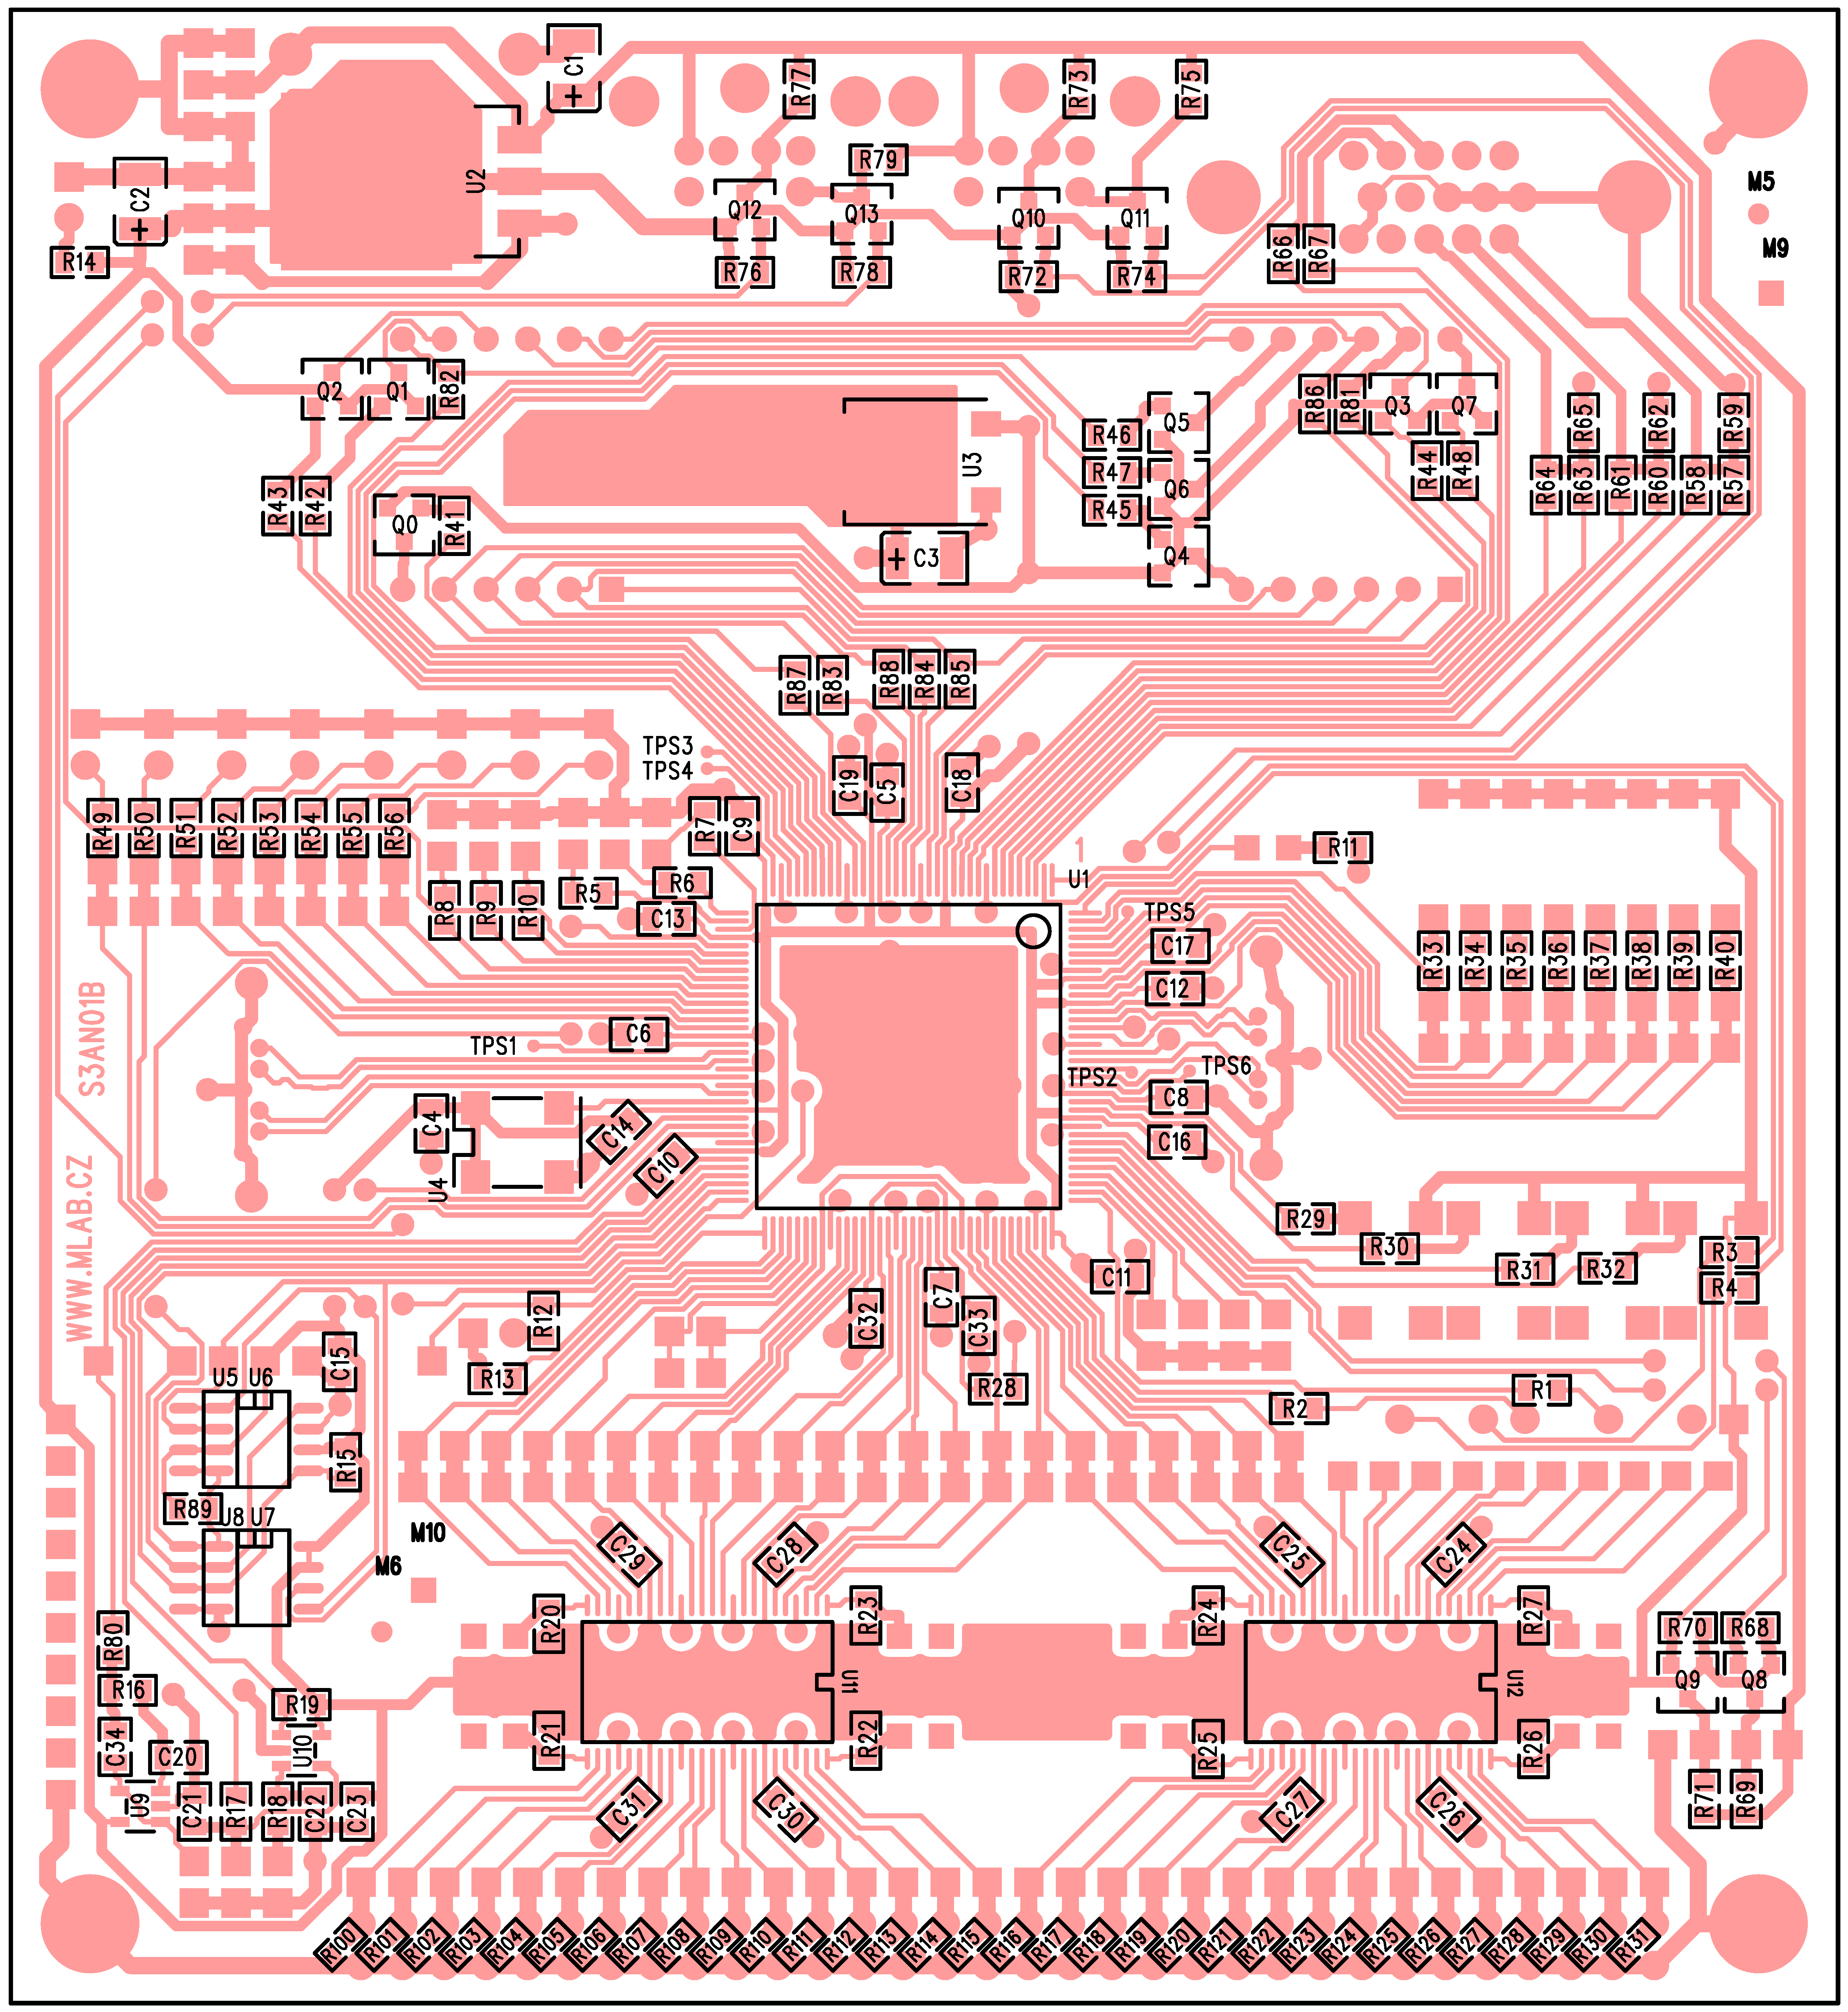 C1
R77
R73
R75
R79
M5
C2
U2
Q12
Q13
Q10
Q11
R14
R76
R78
R72
R74
R66
R67
M9
Q2
Q1
R82
R86
R81
Q3
Q7
R65
R62
R59
Q5
R46
U3
R47
Q6
R45
R44
R48
R64
R63
R61
R60
R58
R57
R43
R42
Q0
R41
C3
Q4
R87
R83
R88
R84
R85
TPS3
TPS4
C19
C5
C18
R49
R50
R51
R52
R53
R54
R55
R56
R7
C9
1
R11
U1
R5
R6
R8
R9
R10
C13
TPS5
C17
R33
R34
R35
R36
R37
R38
R39
R40
C12
S3AN01B
TPS1
C6
TPS2
TPS6
C8
C4
C14
C16
C10
U4
WWW.MLAB.CZ
R29
R30
R31
R32
R3
R4
C11
C7
C32
C33
R12
R13
R28
R1
R2
C15
U5
U6
R15
R89
U8
U7
M10
M6
C29
C28
C25
C24
R20
R23
R24
R27
R80
R16
R19
R70
R68
U11
U12
Q9
Q8
C34
C20
U10
R21
R22
R25
R26
U9
C21
R17
R18
C22
C23
C31
C30
C27
C26
R71
R69
R100
R101
R102
R103
R104
R105
R106
R107
R108
R109
R110
R111
R112
R113
R114
R115
R116
R117
R118
R119
R120
R121
R122
R123
R124
R125
R126
R127
R128
R129
R130
R131